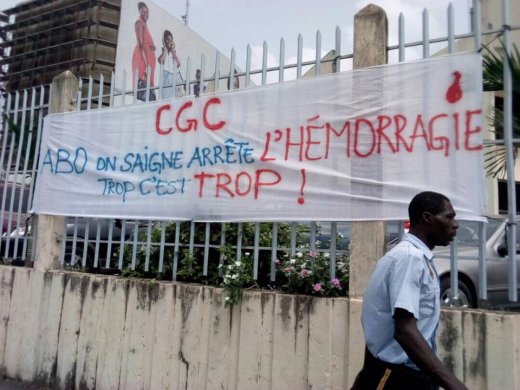 CGC
ABO ON SAIGNE ARRÊTE L'HÉMORRAGIE
TROP C'EST TROP !